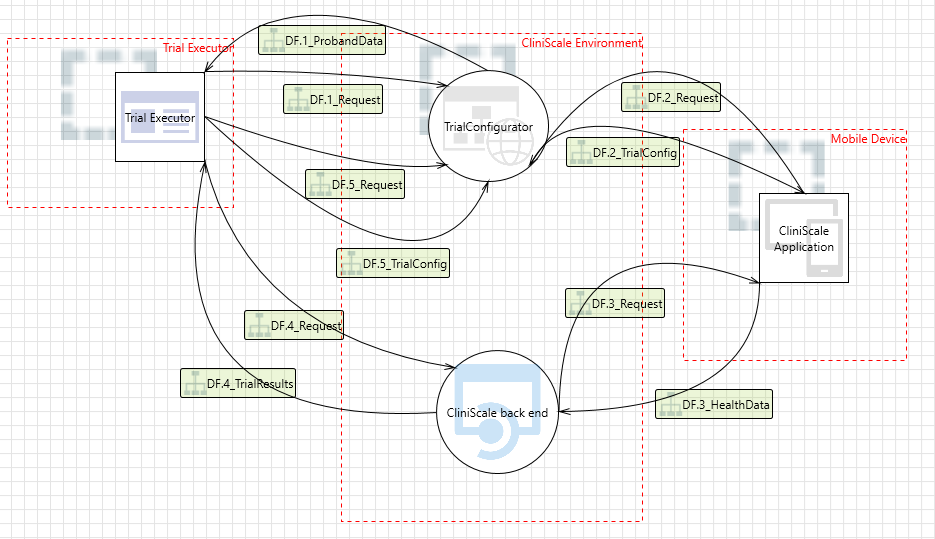 DF.1_ProbandData
Trial Executor
CliniScale Environment
DF.1_Request
DF.2_Request
Trial Executor
TrialConfigurator
Mobile Device
DF.2_TrialConfig
DF.5_Request
CliniScale
Application
DF.5_TrialConfig
DF.3_Request
DF.4_Request
DF.4_TrialResults
DF.3_HealthData
CliniScale back end